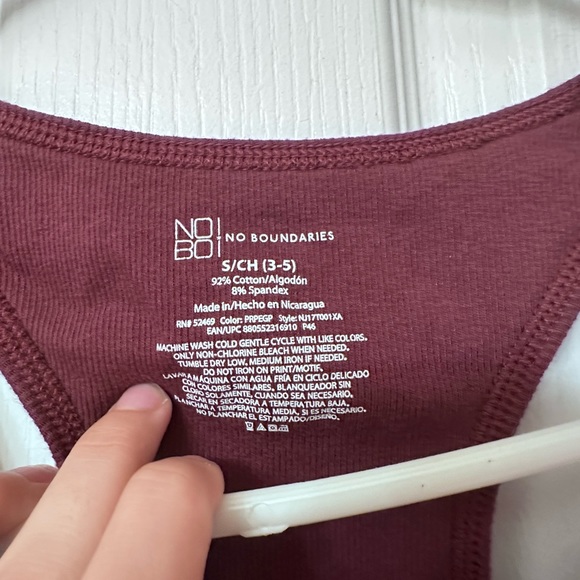 NO
BO
NO BOUNDARIES
S/CH (3-5)
92% Cotton/Algodón
8% Spandex
Made in/Hecho en Nicaragua
RN# 52469 Color: PRPEGP Style: NJ17T001XA
EAN/UPC 880552316910 P46
MACHINE WASH COLD GENTLE CYCLE WITH LIKE COLORS.
ONLY NON-CHLORINE BLEACH WHEN NEEDED.
TUMBLE DRY LOW. MEDIUM IRON IF NEEDED.
DO NOT IRON ON PRINT/MOTIF.
LAVAR A MÁQUINA CON AGUA FRÍA EN CICLO DELICADO
CON COLORES SIMILARES. BLANQUEADOR SIN
CLORO SOLAMENTE, CUANDO SEA NECESARIO.
SECAR EN SECADORA A TEMPERATURA BAJA.
PLANCHAR A TEMPERATURA MEDIA, SI ES NECESARIO.
NO PLANCHAR EL ESTAMPADO/DISEÑO.